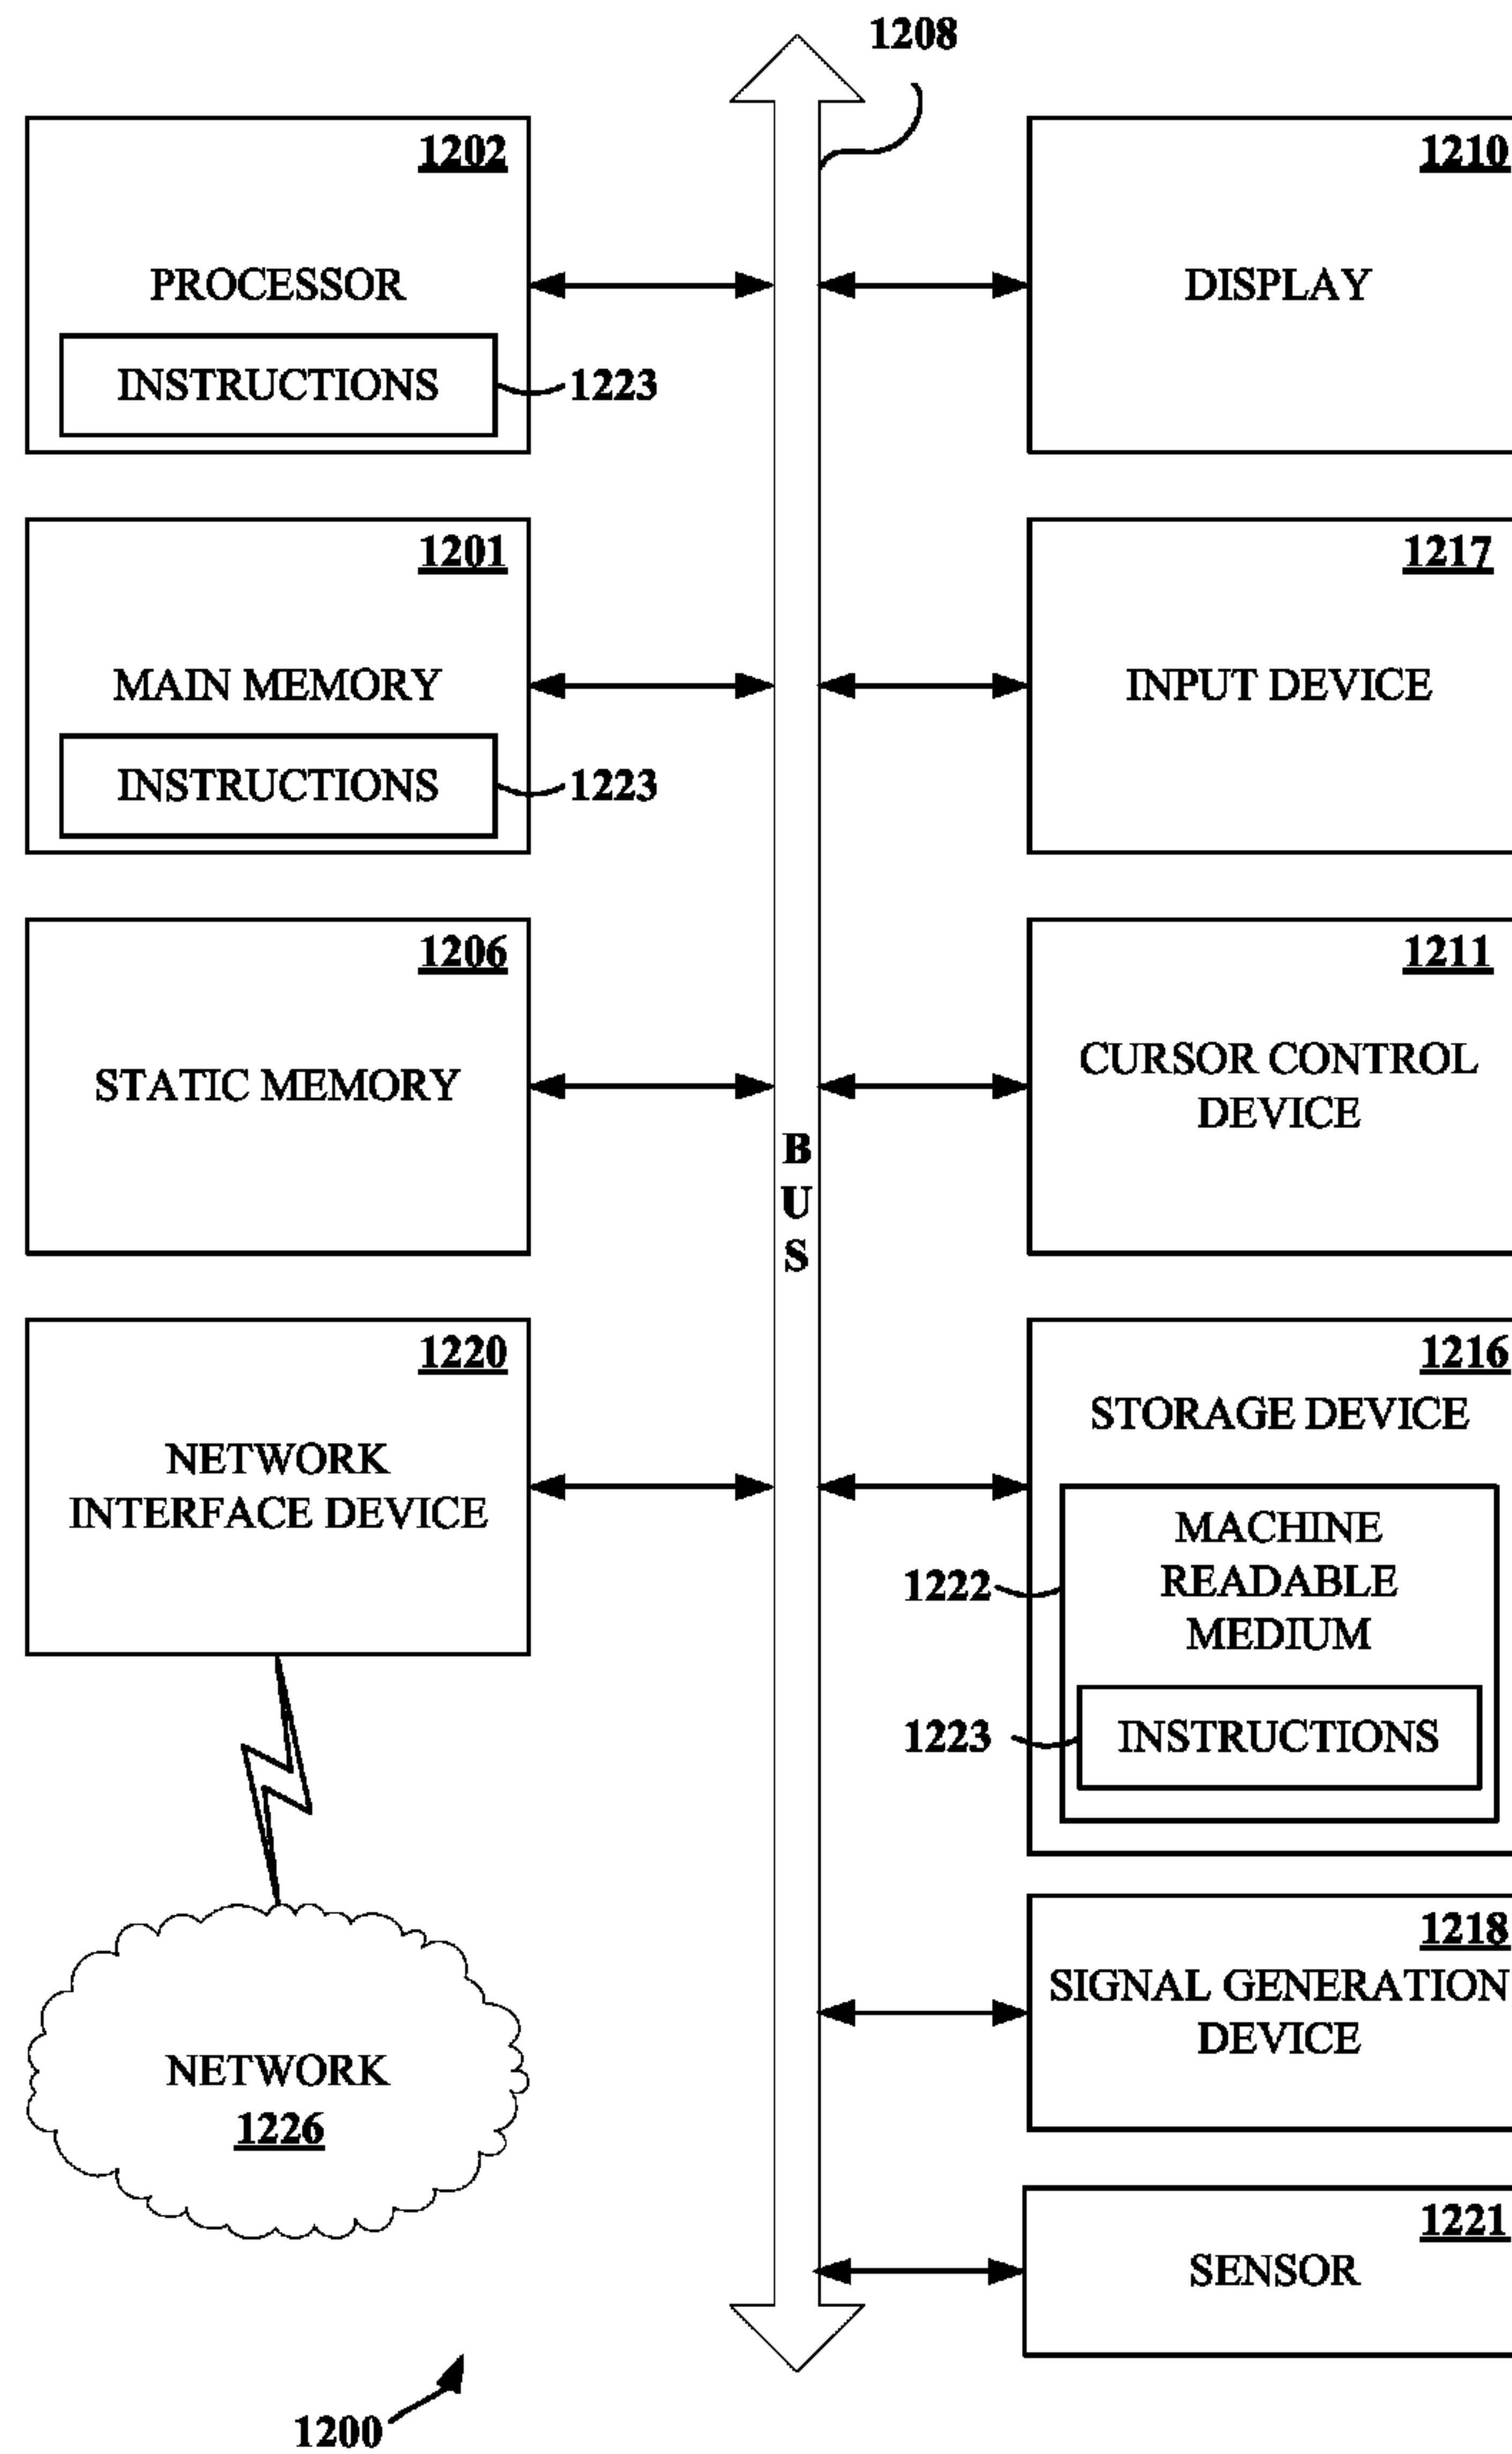 1208
1202
PROCESSOR
INSTRUCTIONS
1223
1201
MAIN MEMORY
INSTRUCTIONS
1223
1206
STATIC MEMORY
1220
NETWORK
INTERFACE DEVICE
NETWORK
1226
1200
B
U
S
1210
DISPLAY
1217
INPUT DEVICE
1211
CURSOR CONTROL
DEVICE
1216
STORAGE DEVICE
MACHINE
READABLE
MEDIUM
1222
INSTRUCTIONS
1223
1218
SIGNAL GENERATION
DEVICE
1221
SENSOR